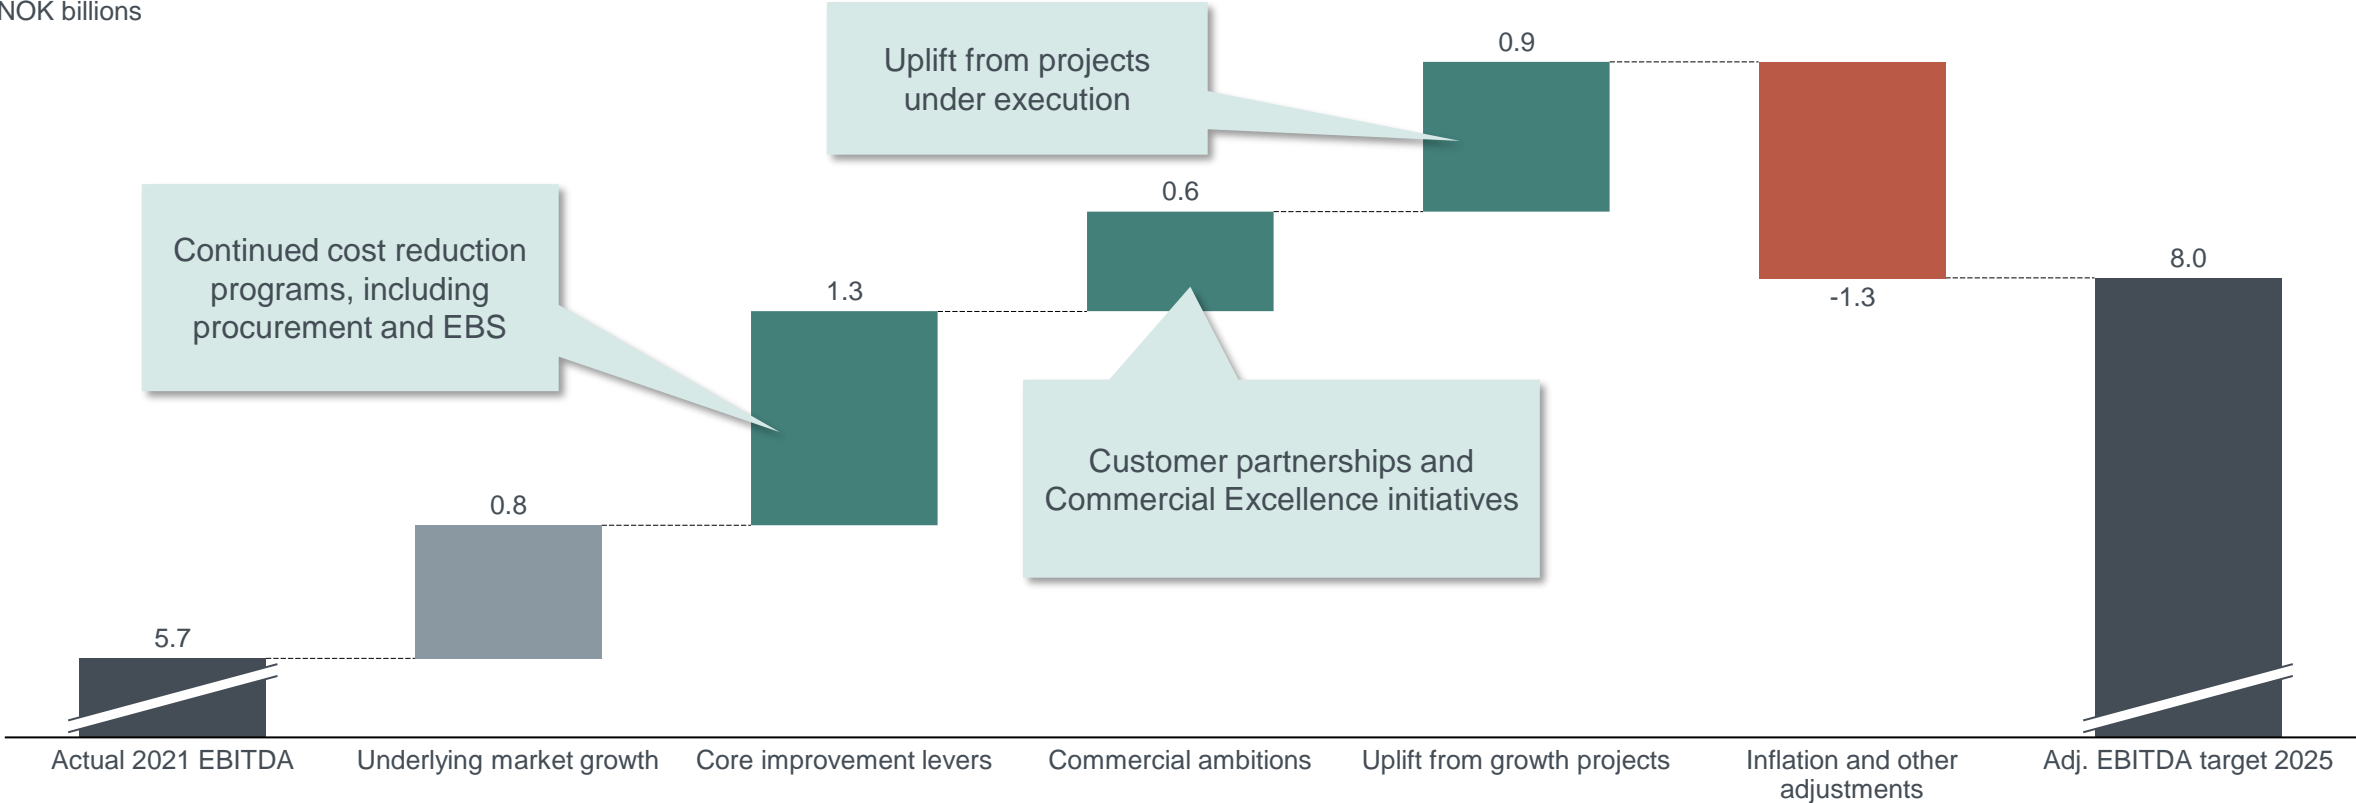 NOK billions
Uplift from projects
under execution
Continued cost reduction
programs, including
procurement and EBS
Customer partnerships and
Commercial Excellence initiatives
5.7
0.8
1.3
0.6
0.9
-1.3
8.0
Actual 2021 EBITDA
Underlying market growth
Core improvement levers
Commercial ambitions
Uplift from growth projects
Inflation and other
adjustments
Adj. EBITDA target 2025